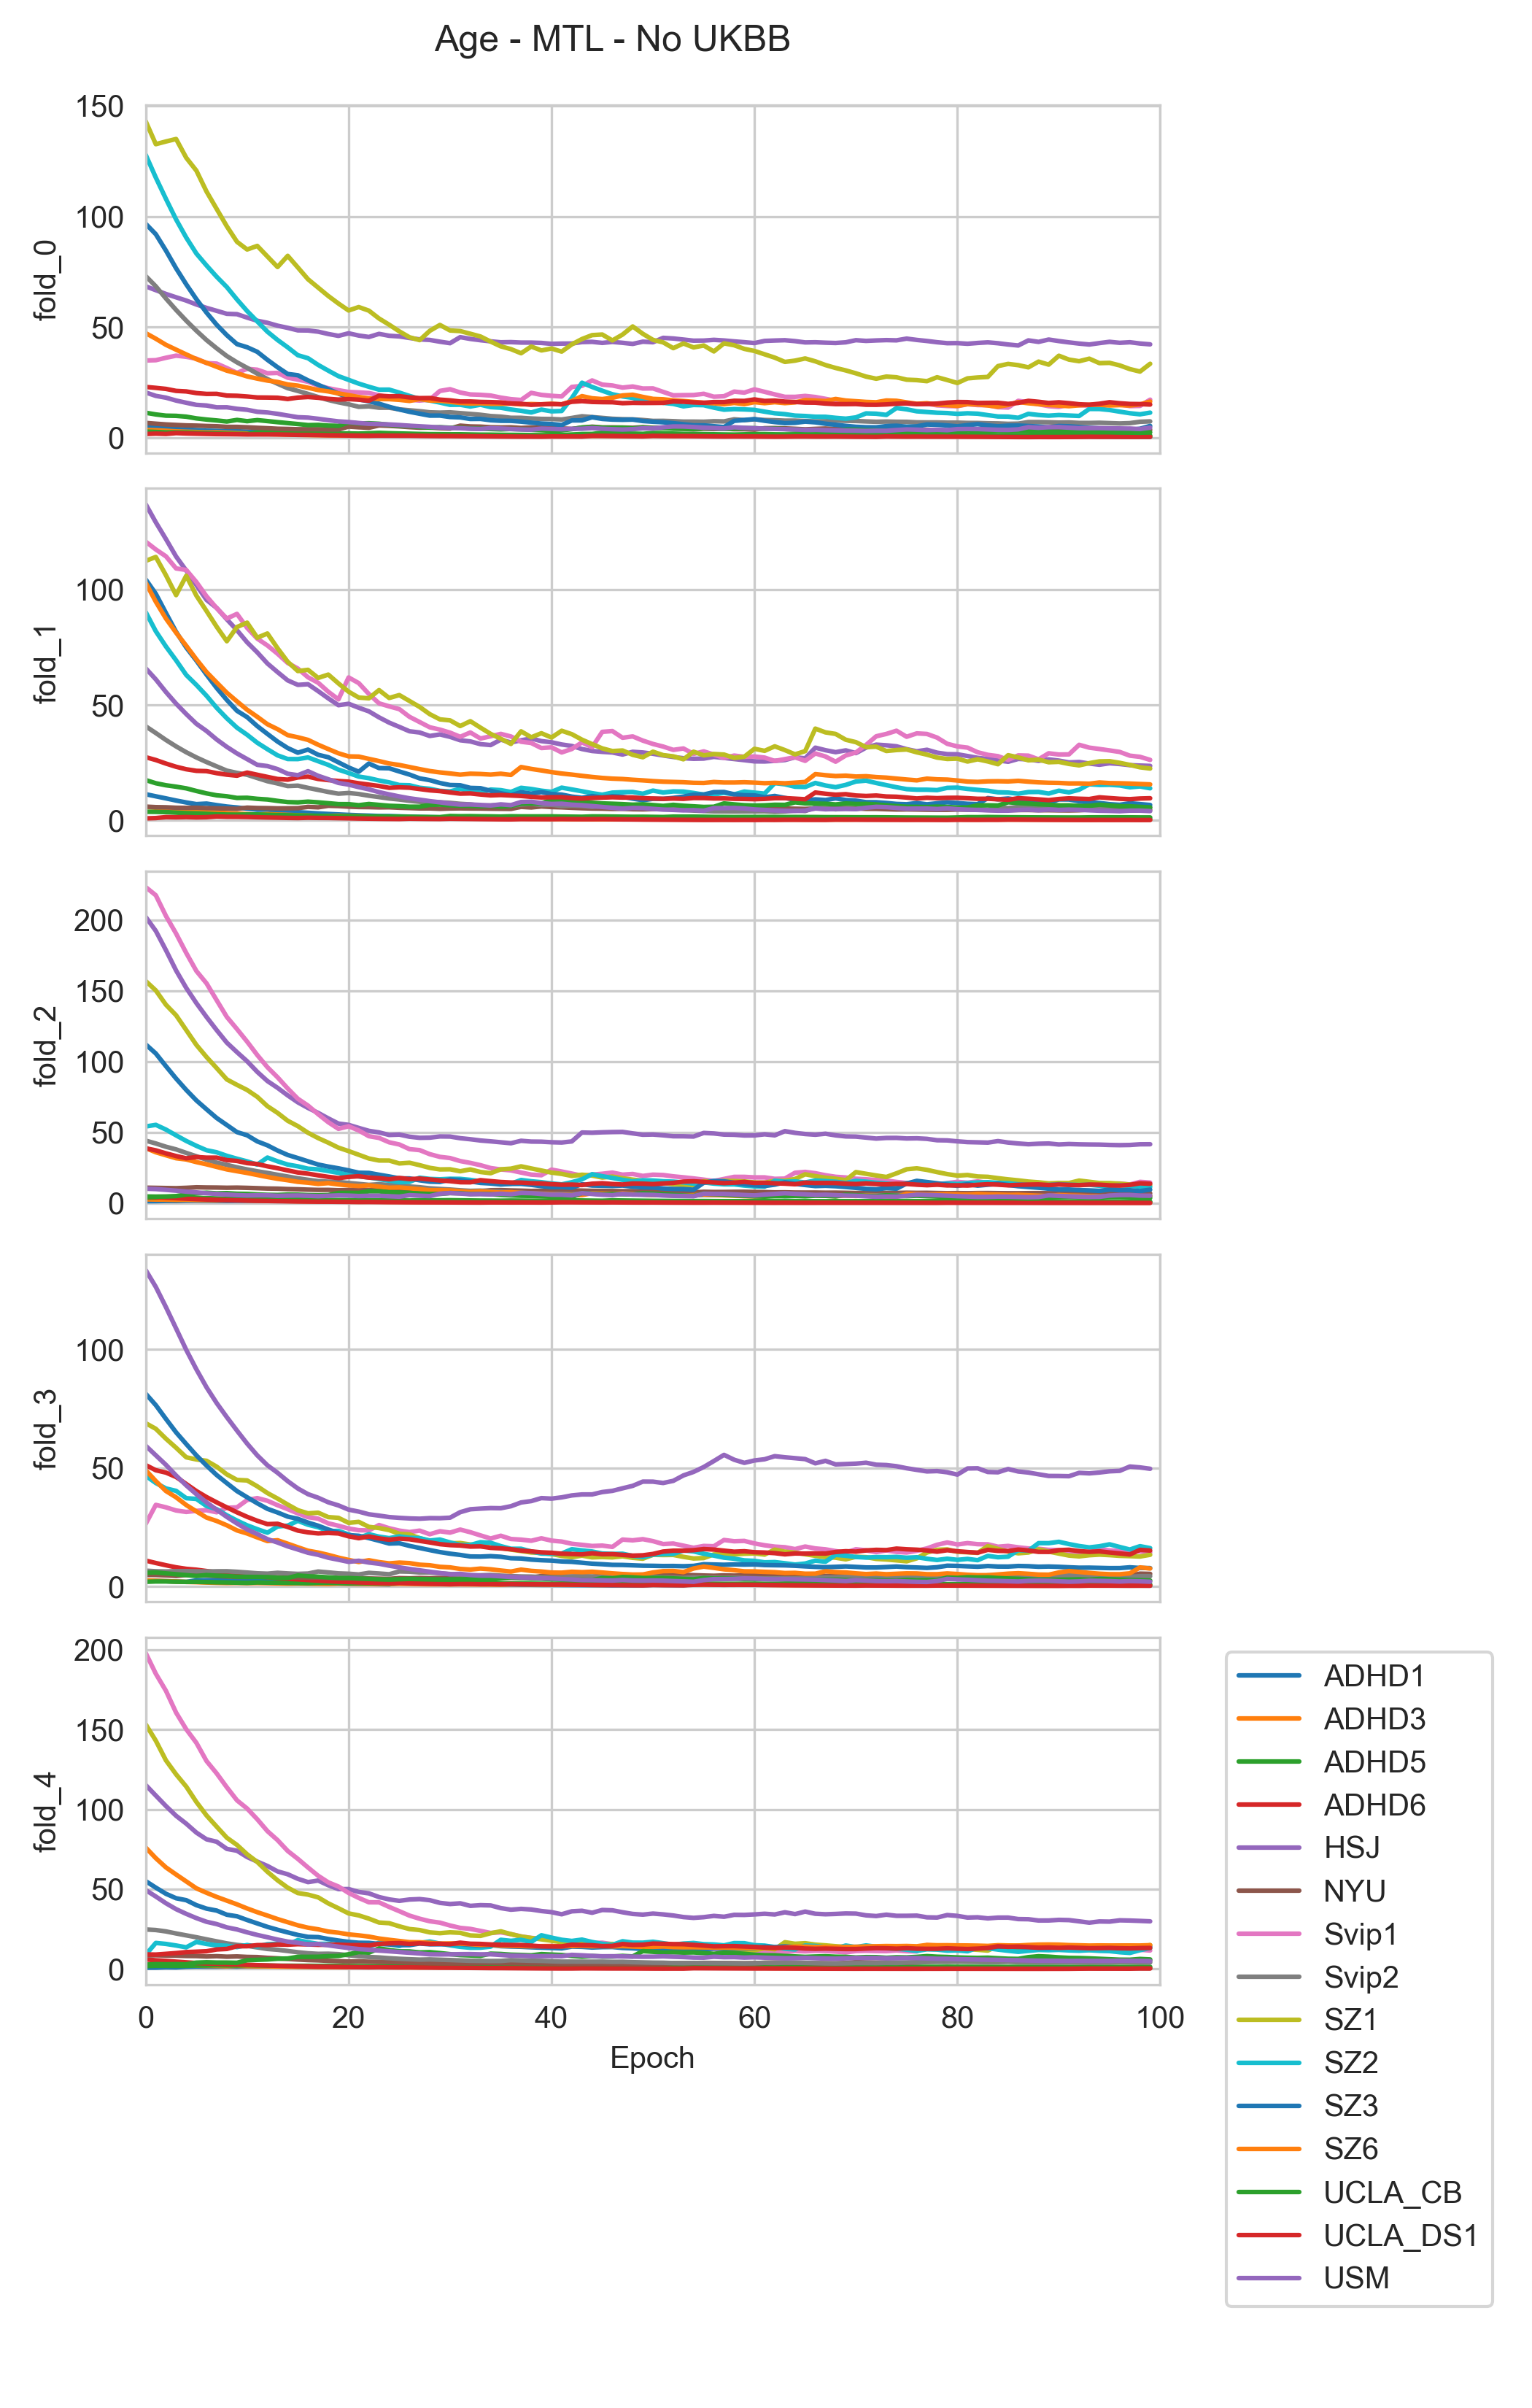 Age - MTL - No UKBB
150
100
50
0
fold_0
100
50
0
fold_1
200
150
100
50
0
fold_2
100
50
0
fold_3
200
150
100
50
0
fold_4
0 20 40 60 80 100
Epoch
ADHD1
ADHD3
ADHD5
ADHD6
HSJ
NYU
Svip1
Svip2
SZ1
SZ2
SZ3
SZ6
UCLA_CB
UCLA_DS1
USM